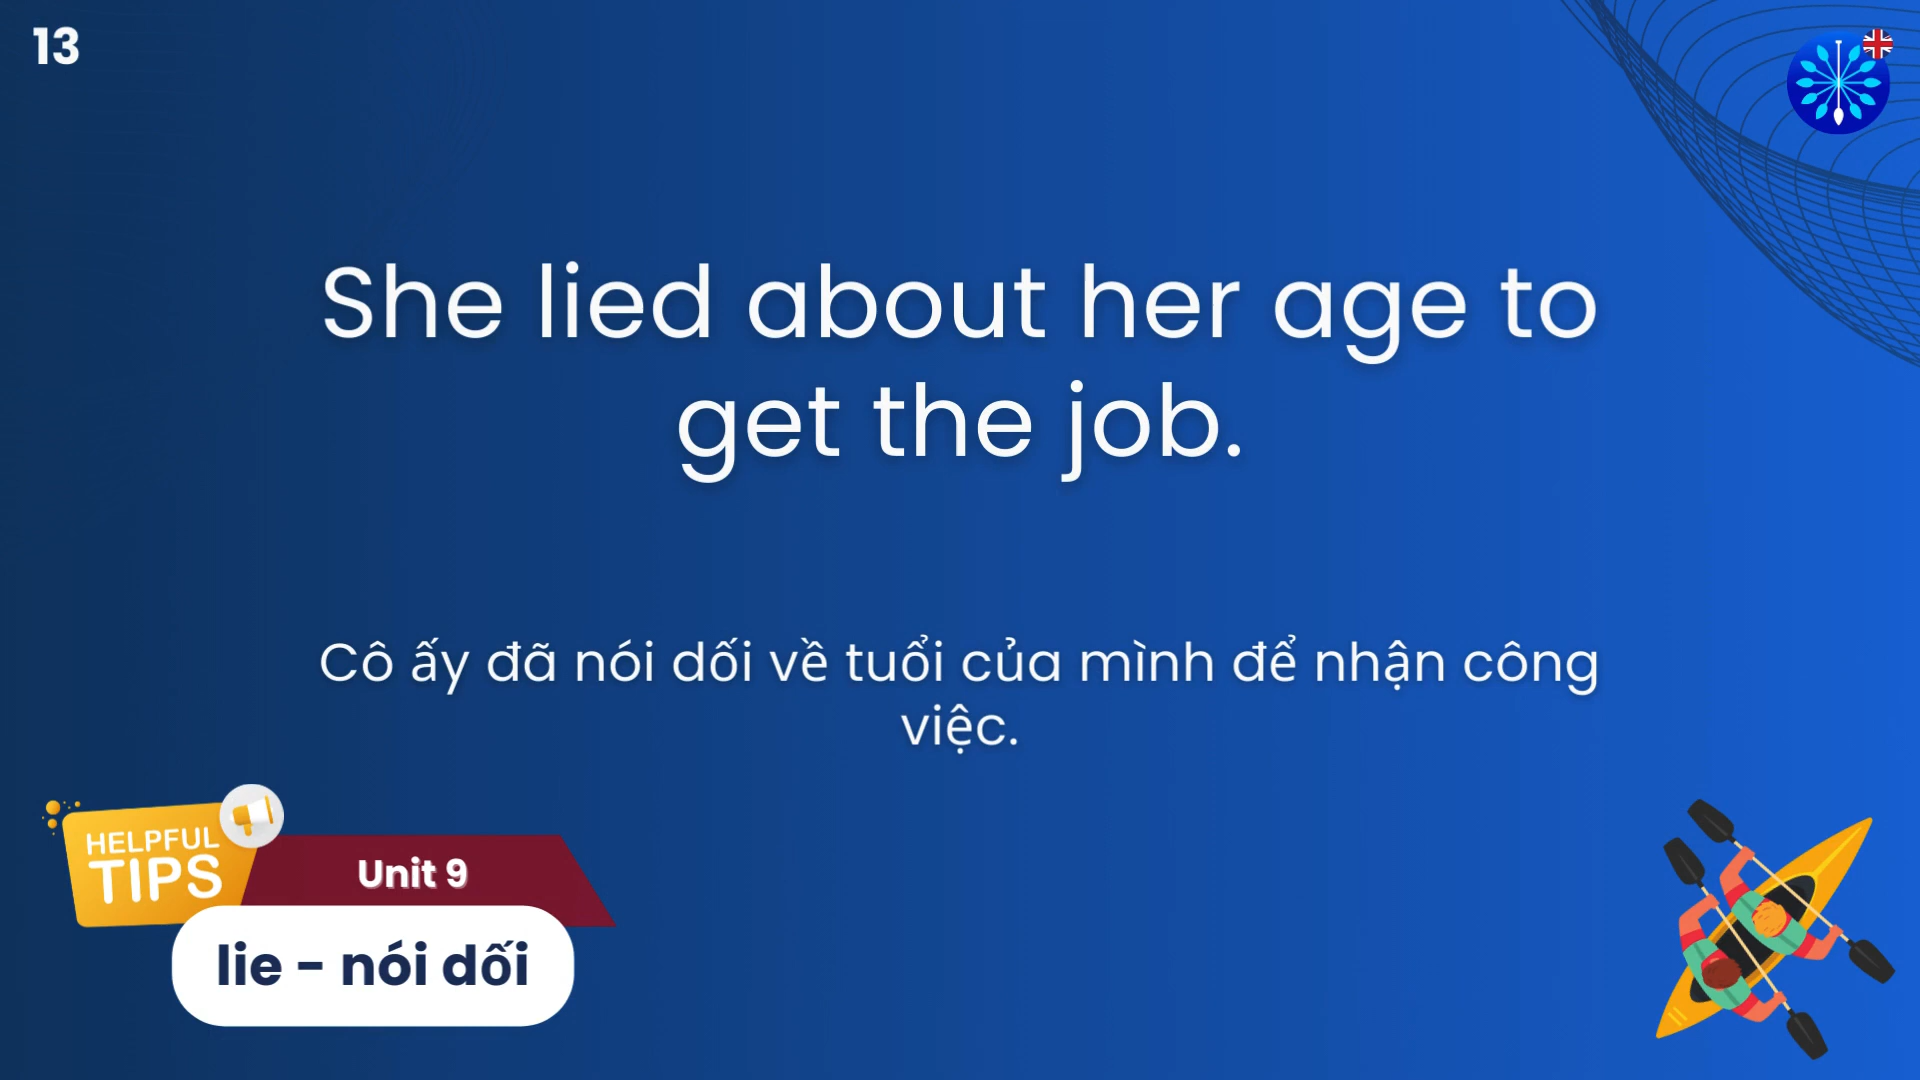 13
She lied about her age to
get the job.
Cô ấy đã nói dối về tuổi của mình để nhận công
việc.
HELPFUL
TIPS
Unit 9
lie - nói dối